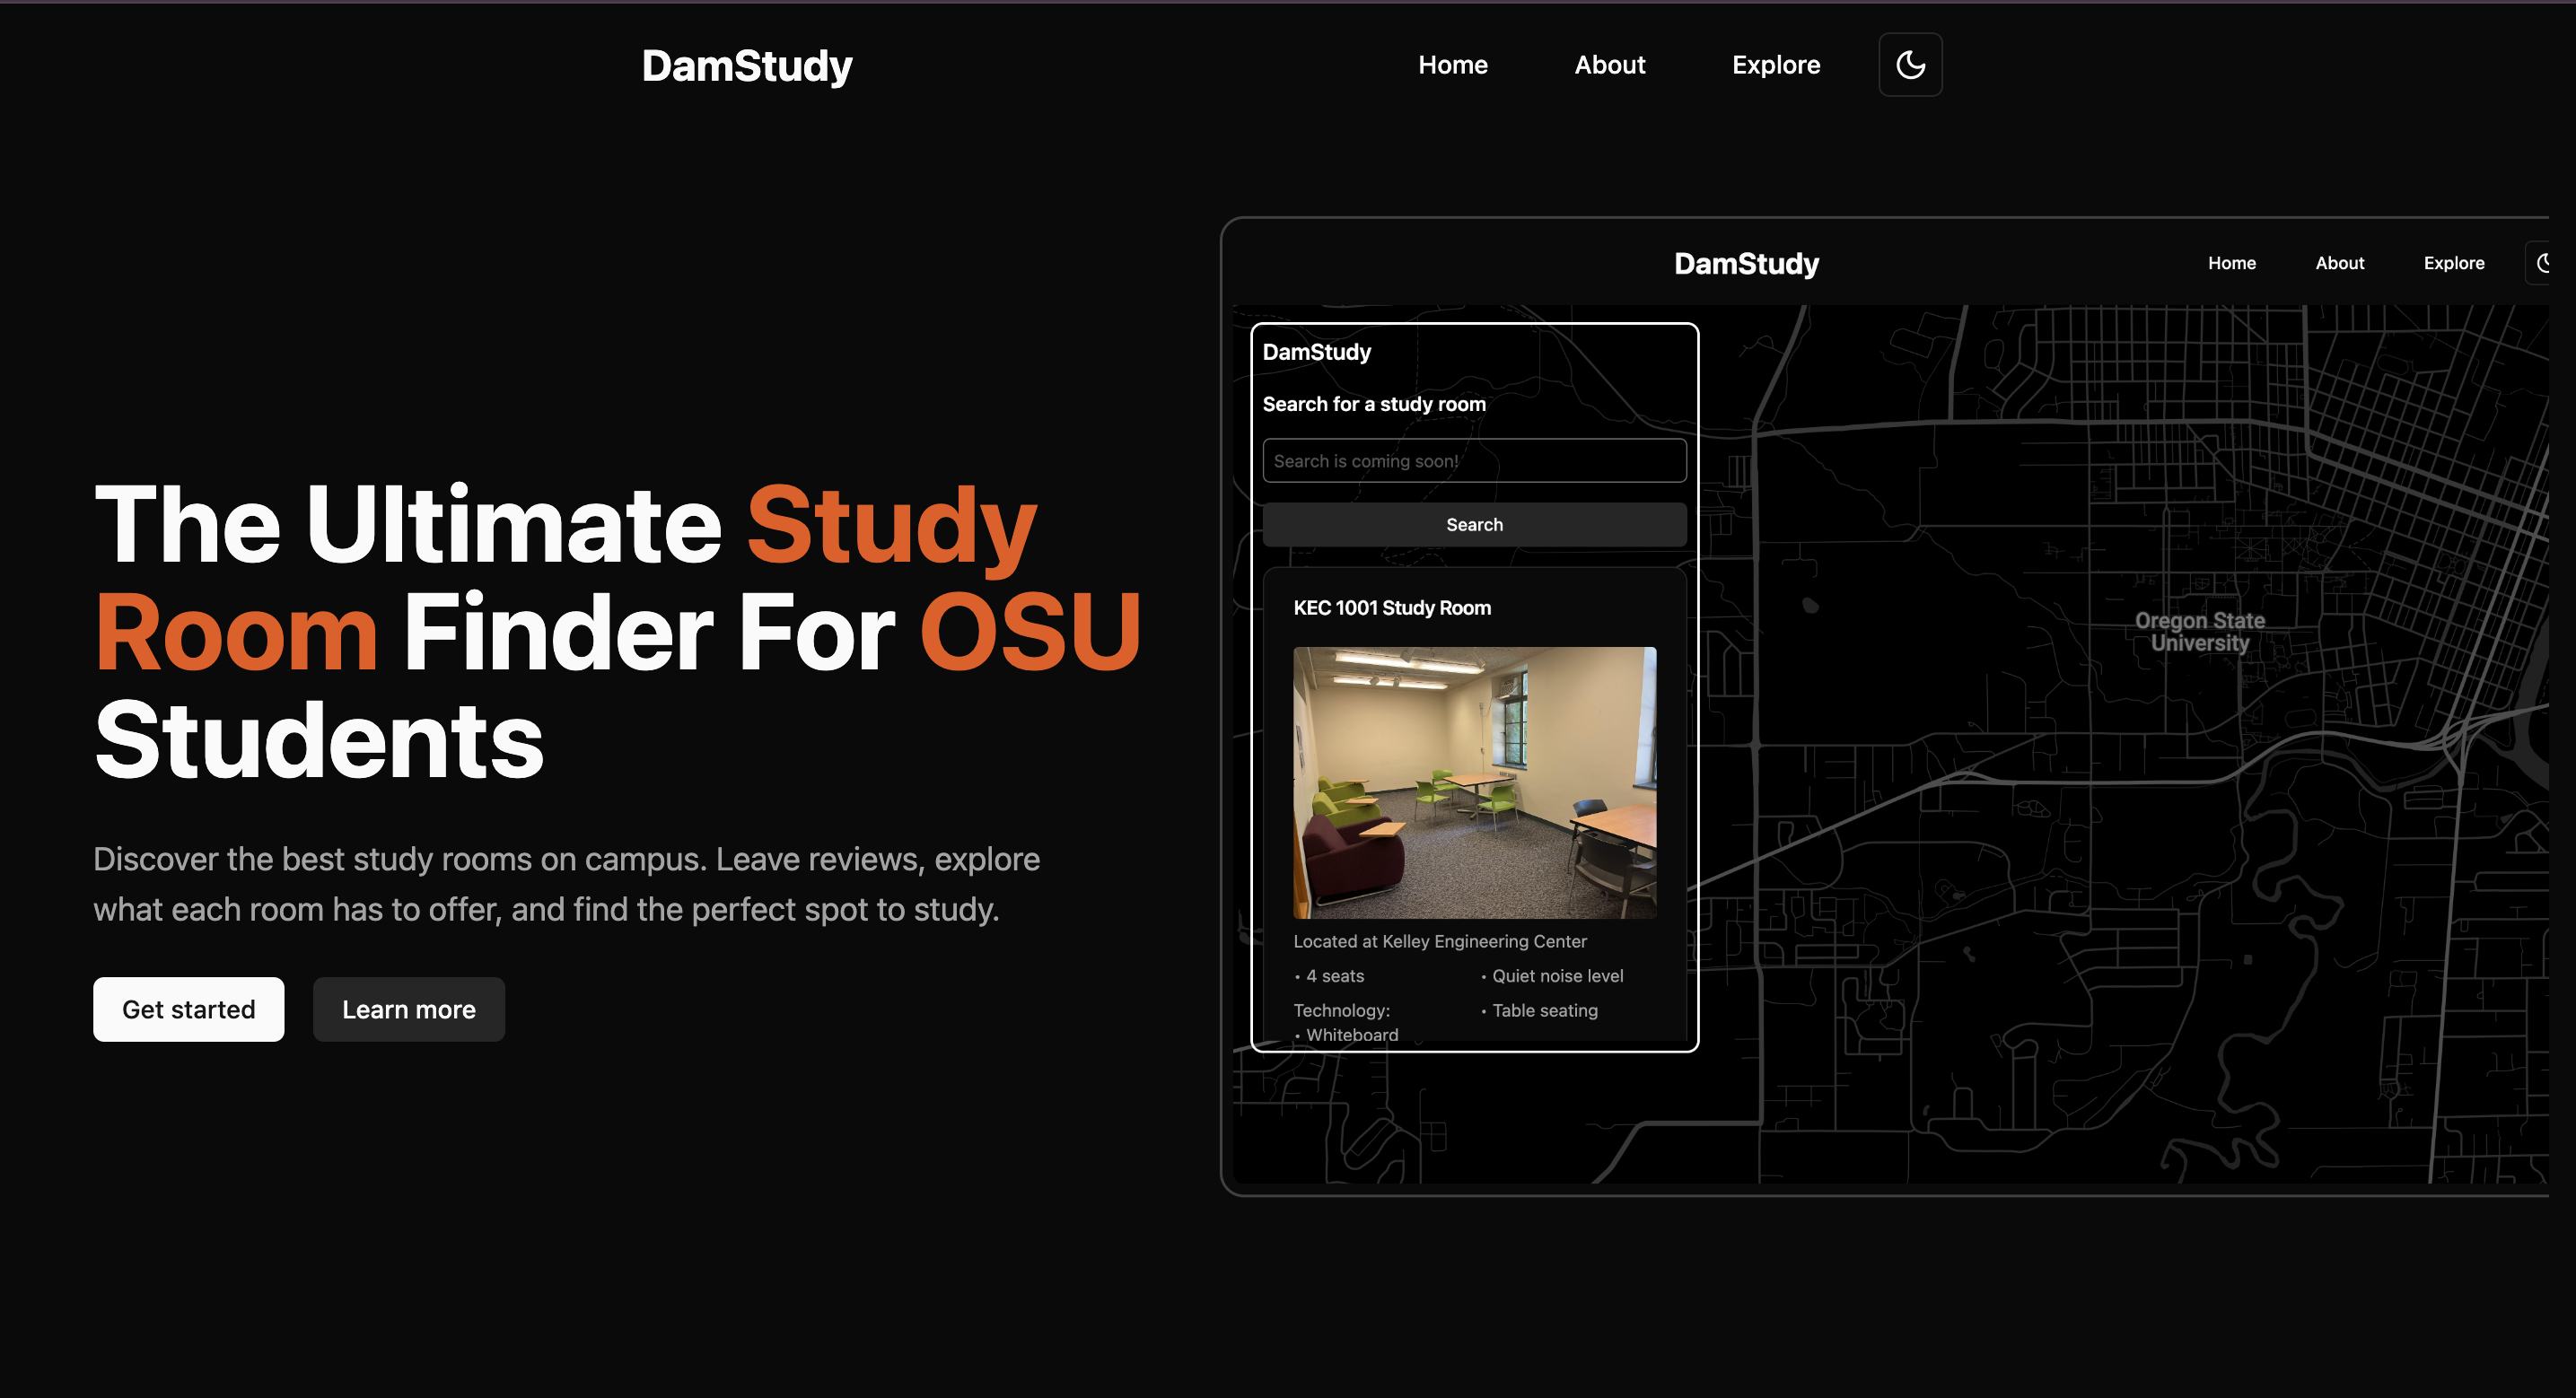 DamStudy
Home
About
Explore
The Ultimate Study
Room Finder For OSU
Students
Discover the best study rooms on campus. Leave reviews, explore
what each room has to offer, and find the perfect spot to study.
Get started
Learn more
DamStudy
Home
About
Explore
DamStudy
Search for a study room
Search is coming soon!
Search
KEC 1001 Study Room
Located at Kelley Engineering Center
• 4 seats
• Quiet noise level
Technology:
• Table seating
• Whiteboard
Oregon State
University